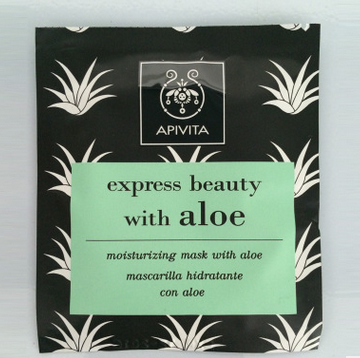 APIVITA
express beauty
with aloe
moisturizing mask with aloe
mascarilla hidratante
con aloe